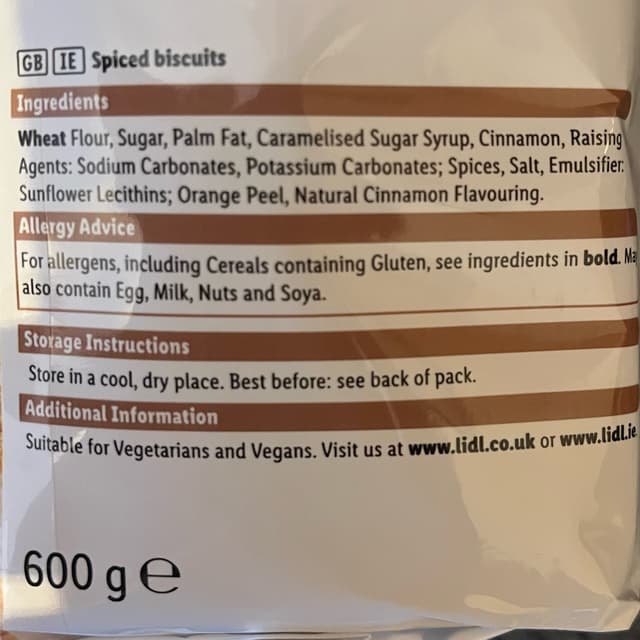 GB IE Spiced biscuits
Ingredients
Wheat Flour, Sugar, Palm Fat, Caramelised Sugar Syrup, Cinnamon, Raising
Agents: Sodium Carbonates, Potassium Carbonates; Spices, Salt, Emulsifier:
Sunflower Lecithins; Orange Peel, Natural Cinnamon Flavouring.
Allergy Advice
For allergens, including Cereals containing Gluten, see ingredients in bold. Ma
also contain Egg, Milk, Nuts and Soya.
Storage Instructions
Store in a cool, dry place. Best before: see back of pack.
Additional Information
Suitable for Vegetarians and Vegans. Visit us at www.lidl.co.uk or www.lidl.ie
600 g ℮